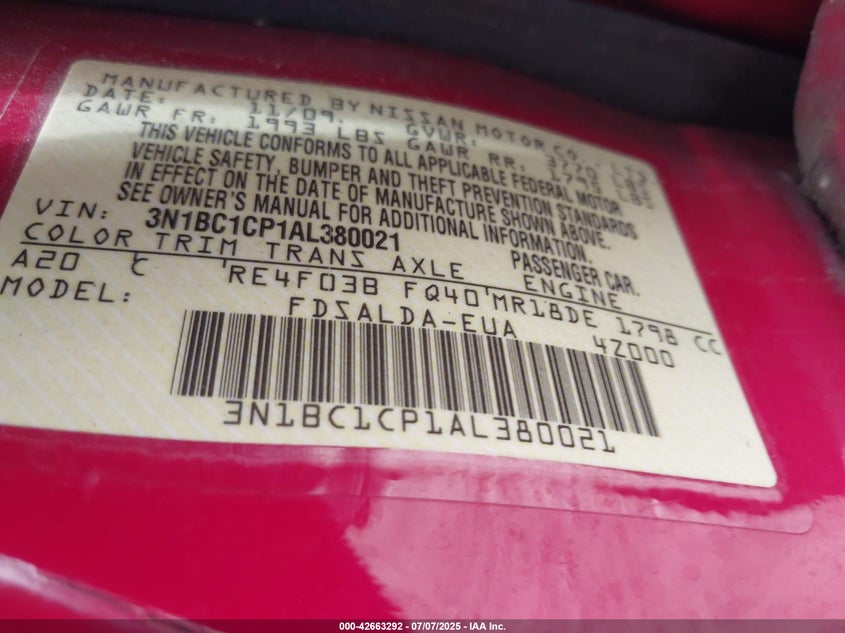 MANUFACTURED BY NISSAN MOTOR CO.,
DATE: 11/09. GVWR: 3770 LBS
GAWR FR: 1993 LBS GAWR RR: 1795 LBS
THIS VEHICLE CONFORMS TO ALL APPLICABLE FEDERAL MOTOR
VEHICLE SAFETY, BUMPER AND THEFT PREVENTION STANDARDS
IN EFFECT ON THE DATE OF MANUFACTURE SHOWN ABOVE.
SEE OWNER'S MANUAL FOR ADDITIONAL INFORMATION.
VIN: 3N1BC1CP1AL380021 PASSENGER CAR.
COLOR TRIM TRANS AXLE ENGINE
A20 C RE4F03B FQ40 MR18DE 1798 CC
MODEL: FDSALDA-EUA 4Z000
3N1BC1CP1AL380021
000-42663292 - 07/07/2025 - IAA Inc.